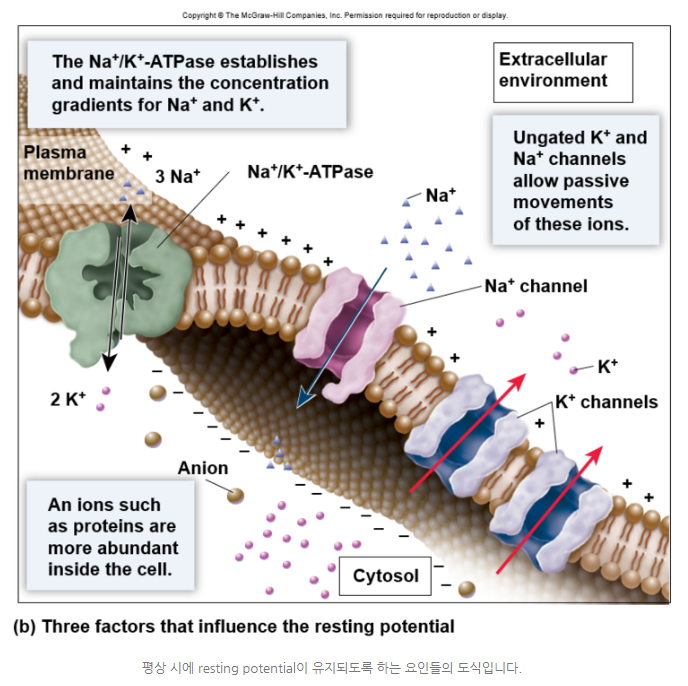 Copyright © The McGraw-Hill Companies, Inc. Permission required for reproduction or display.
The Na⁺/K⁺-ATPase establishes
and maintains the concentration
gradients for Na⁺ and K⁺.
Extracellular
environment
Ungated K⁺ and
Na⁺ channels
allow passive
movements
of these ions.
Plasma
membrane
3 Na⁺
Na⁺/K⁺-ATPase
Na⁺
Na⁺ channel
K⁺
K⁺ channels
2 K⁺
Anion
An ions such
as proteins are
more abundant
inside the cell.
Cytosol
(b) Three factors that influence the resting potential
평상 시에 resting potential이 유지되도록 하는 요인들의 도식입니다.